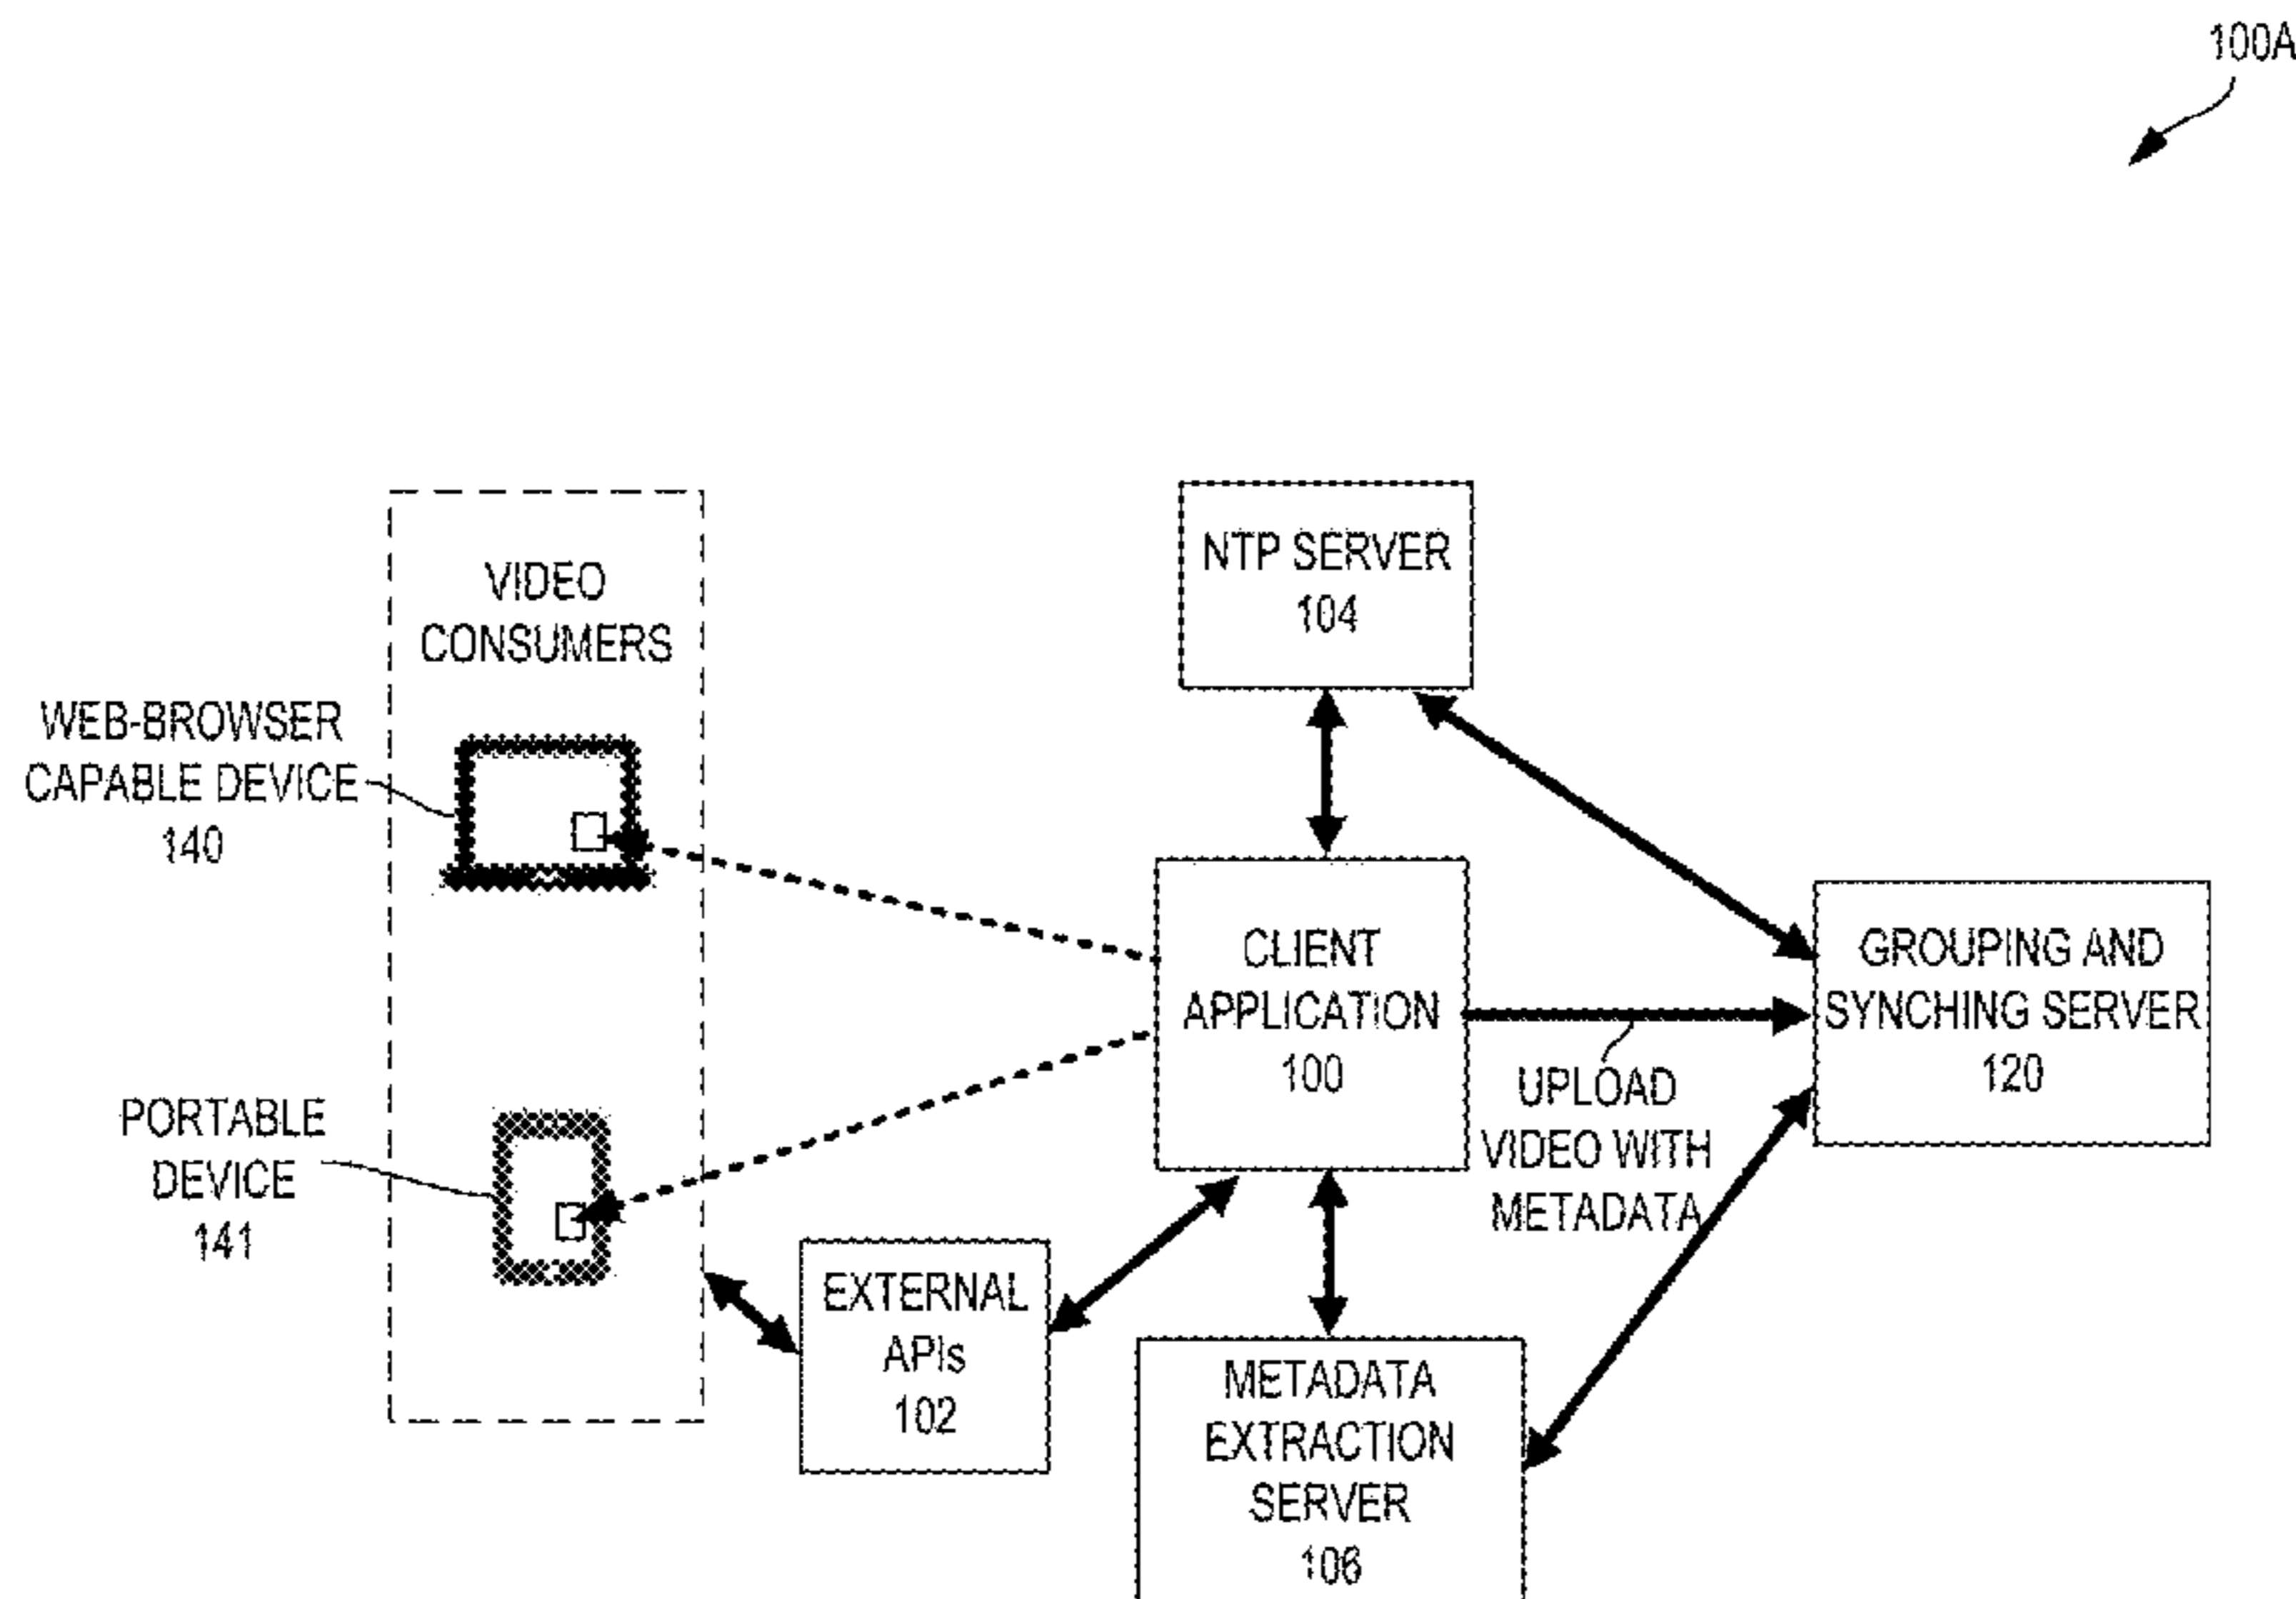 100A
VIDEO
CONSUMERS
WEB-BROWSER
CAPABLE DEVICE
140
PORTABLE
DEVICE
141
EXTERNAL
APIs
102
NTP SERVER
104
CLIENT
APPLICATION
100
METADATA
EXTRACTION
SERVER
106
UPLOAD
VIDEO WITH
METADATA
GROUPING AND
SYNCHING SERVER
120